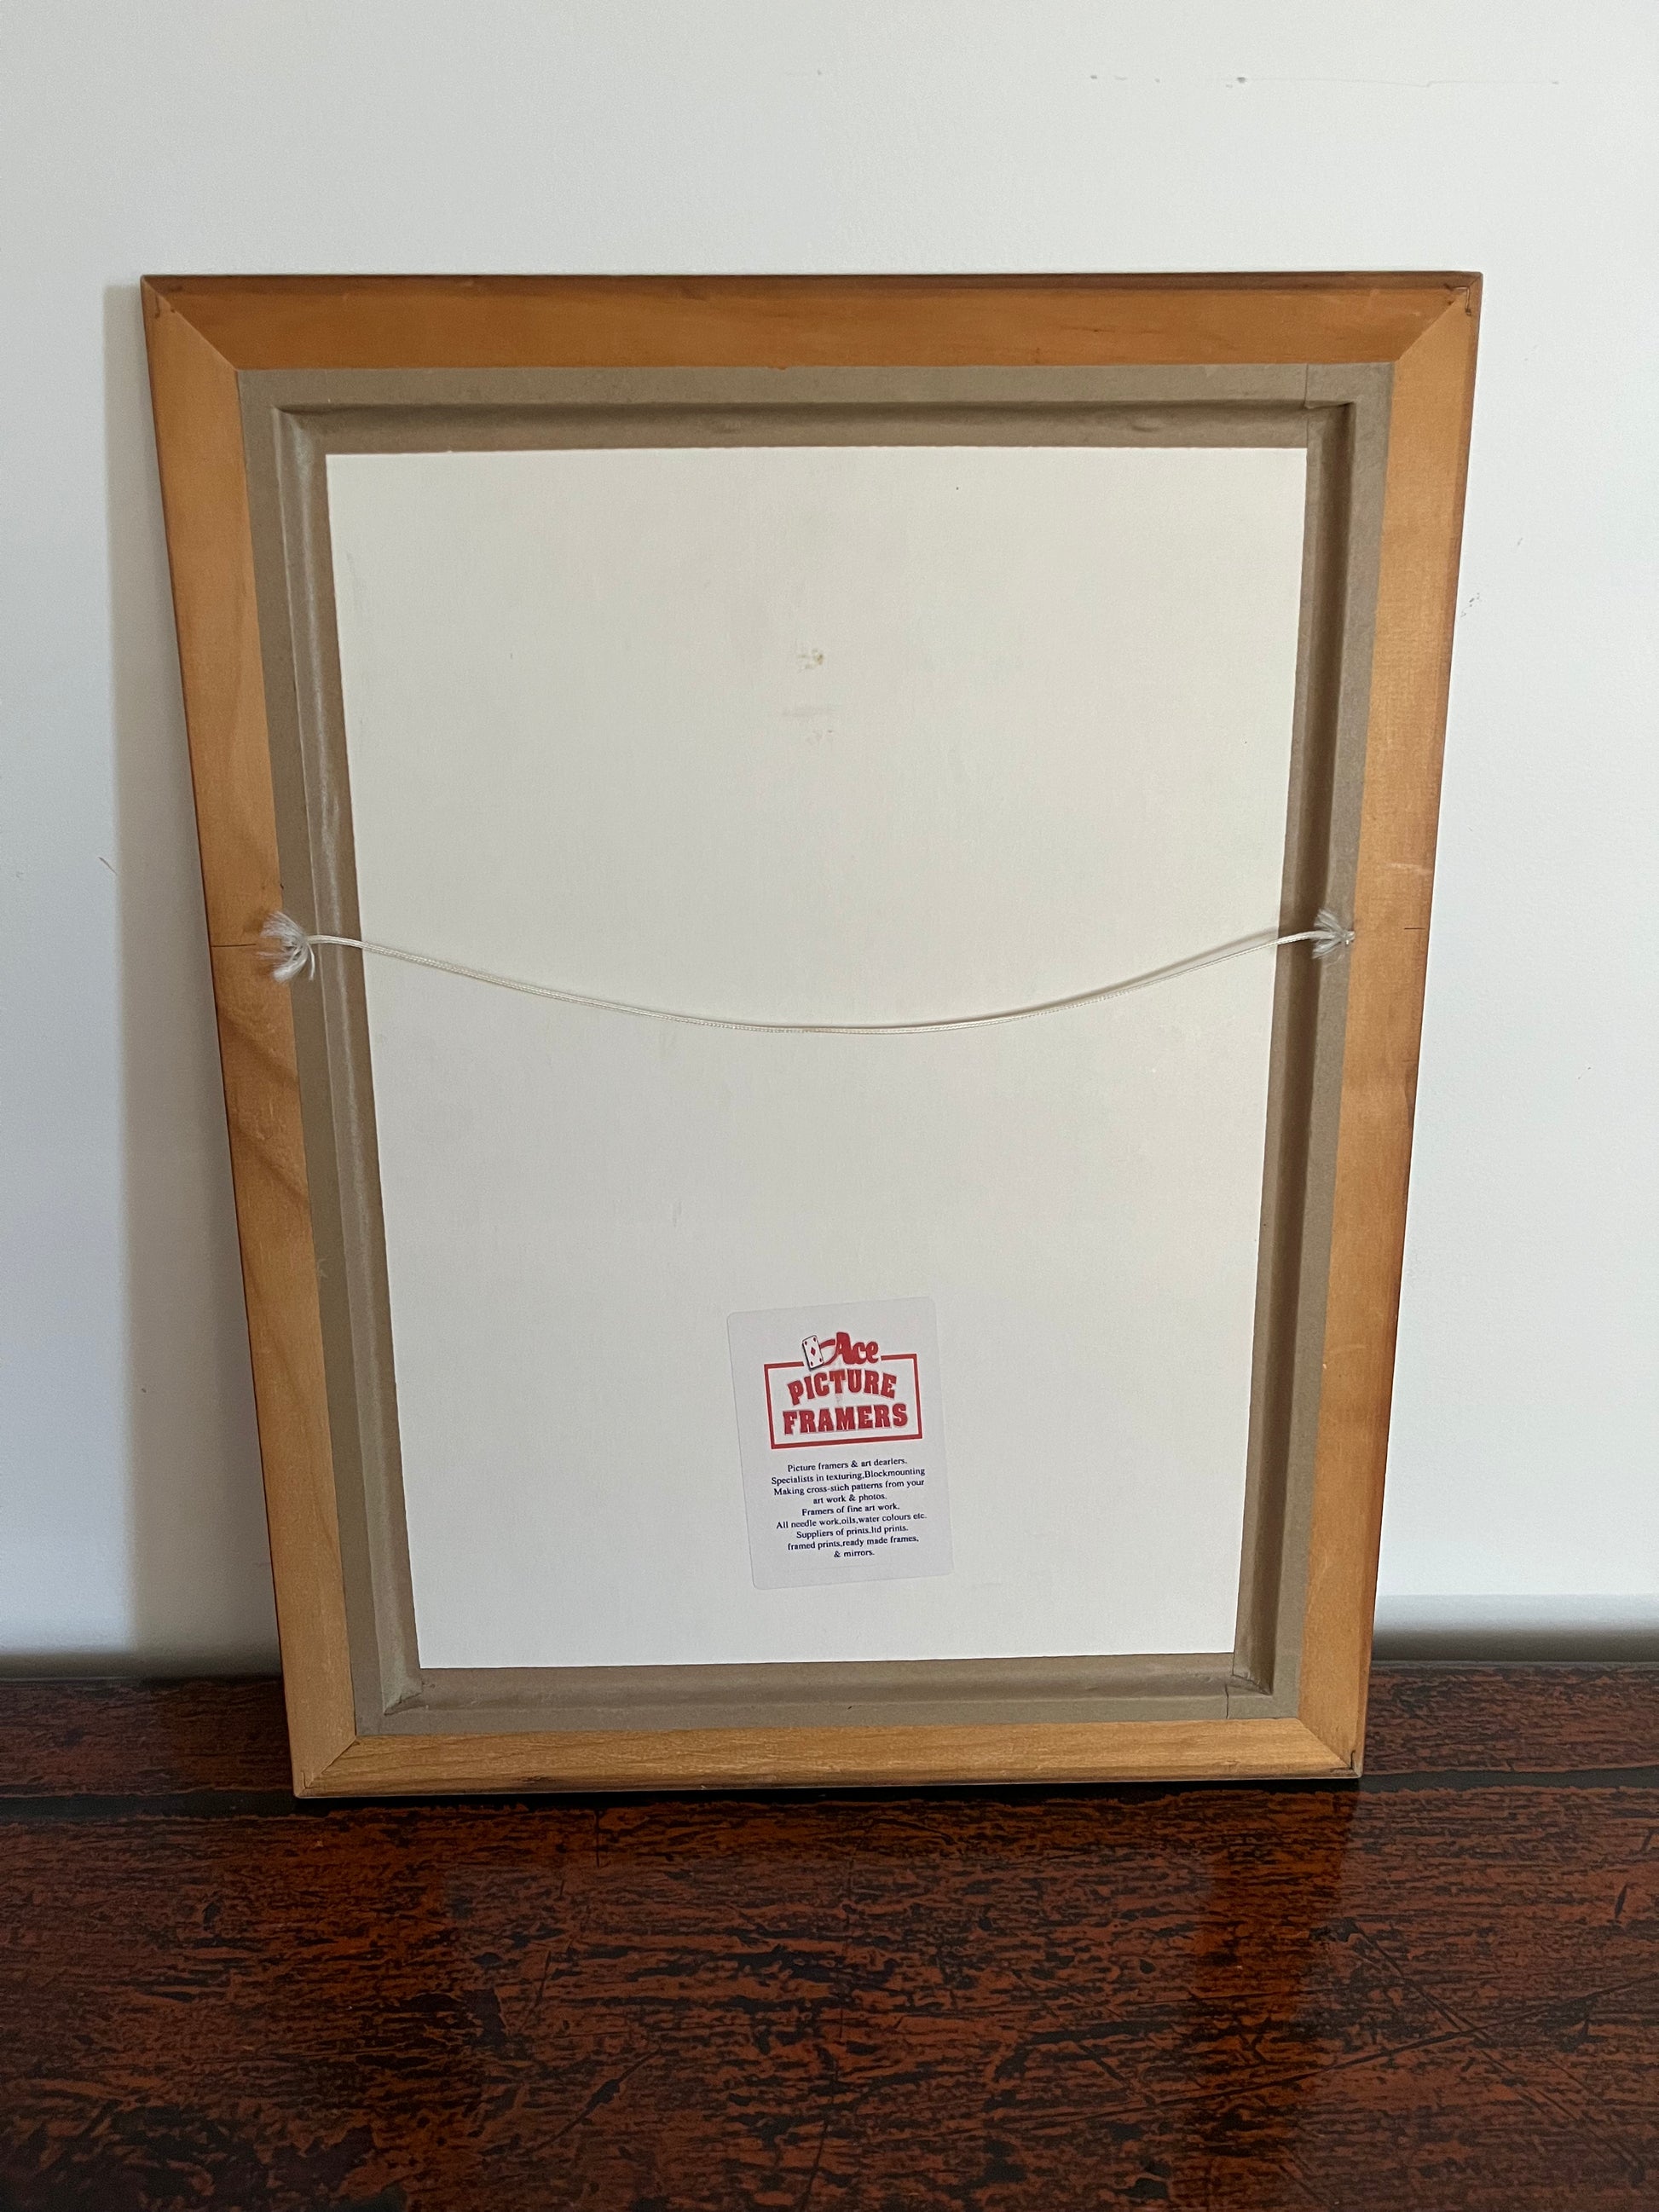 Ace
PICTURE
FRAMERS
Picture framers & art dearlers.
Specialists in texturing,Blockmounting
Making cross-stich patterns from your
art work & photos.
Framers of fine art work.
All needle work,oils,water colours etc.
Suppliers of prints,ltd prints.
framed prints,ready made frames,
& mirrors.